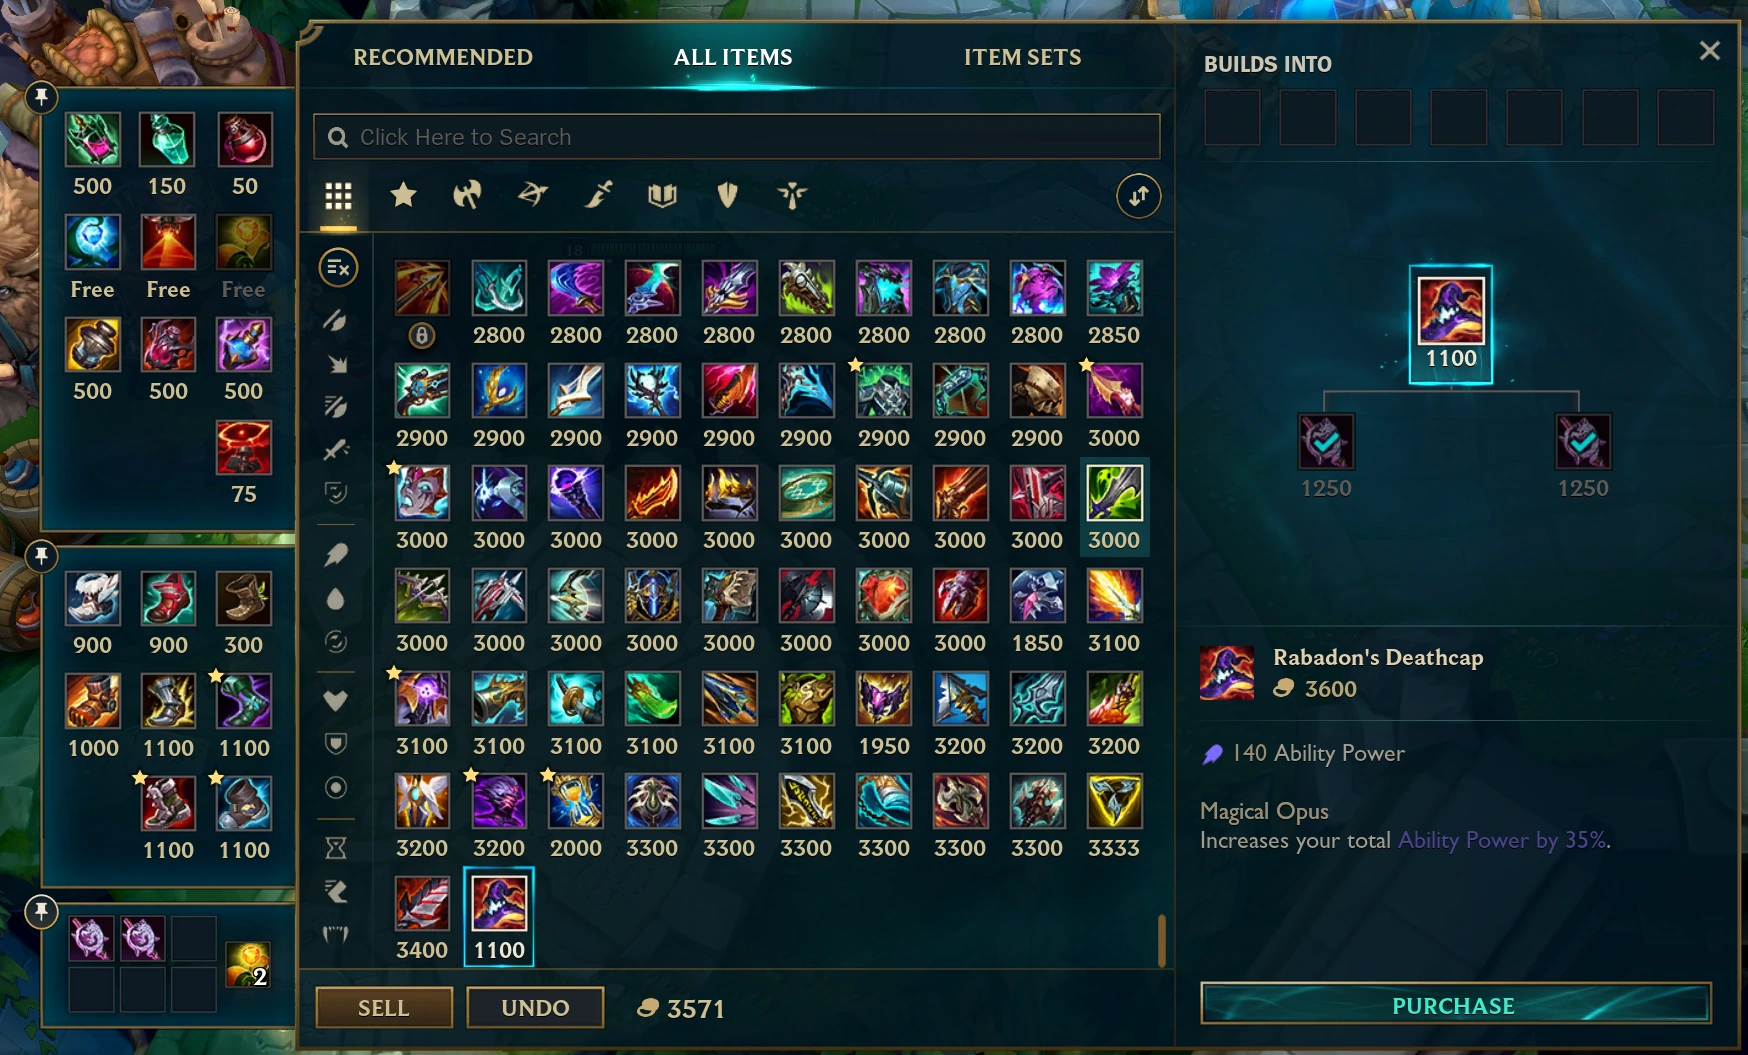 RECOMMENDED ALL ITEMS ITEM SETS
Click Here to Search
500 150 50
Free Free Free
500 500 500
75
900 900 300
1000 1100 1100
1100 1100
2
18
2800 2800 2800 2800 2800 2800 2800 2800 2850
2900 2900 2900 2900 2900 2900 2900 2900 2900 3000
3000 3000 3000 3000 3000 3000 3000 3000 3000 3000
3000 3000 3000 3000 3000 3000 3000 3000 1850 3100
3100 3100 3100 3100 3100 3100 1950 3200 3200 3200
3200 3200 2000 3300 3300 3300 3300 3300 3300 3333
3400 1100
SELL UNDO 3571
BUILDS INTO
1100
1250 1250
Rabadon's Deathcap
3600
140 Ability Power
Magical Opus
Increases your total Ability Power by 35%.
PURCHASE